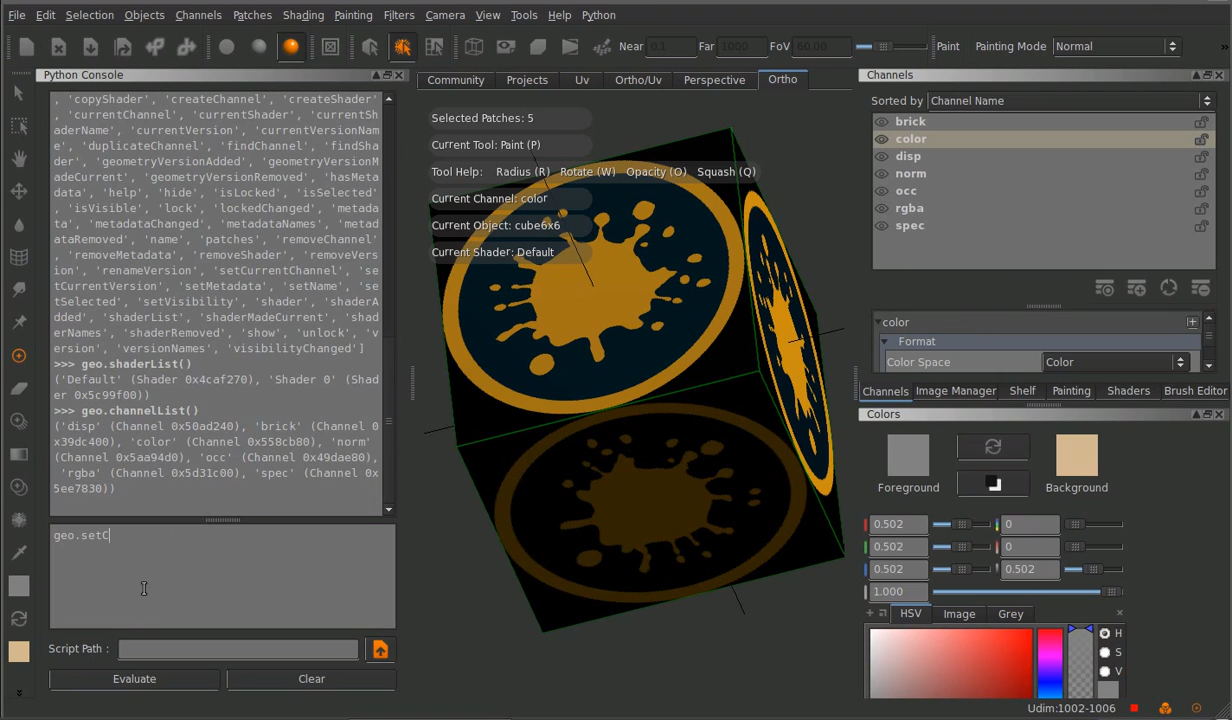 File Edit Selection Objects Channels Patches Shading Painting Filters Camera View Tools Help Python
Near 0.1 Far 1000 FoV 60.00 Paint Painting Mode Normal »
Python Console
, 'copyShader', 'createChannel', 'createShader'
, 'currentChannel', 'currentShader', 'currentSh
aderName', 'currentVersion', 'currentVersionNam
e', 'duplicateChannel', 'findChannel', 'findSha
der', 'geometryVersionAdded', 'geometryVersionM
adeCurrent', 'geometryVersionRemoved', 'hasMeta
data', 'help', 'hide', 'isLocked', 'isSelected'
, 'isVisible', 'lock', 'lockedChanged', 'metada
ta', 'metadataChanged', 'metadataNames', 'metad
ataRemoved', 'name', 'patches', 'removeChannel'
, 'removeMetadata', 'removeShader', 'removeVers
ion', 'renameVersion', 'setCurrentChannel', 'se
tCurrentVersion', 'setMetadata', 'setName', 'se
tSelected', 'setVisibility', 'shader', 'shaderA
dded', 'shaderList', 'shaderMadeCurrent', 'shad
erNames', 'shaderRemoved', 'show', 'unlock', 'v
ersion', 'versionNames', 'visibilityChanged']
>>> geo.shaderList()
('Default' (Shader 0x4caf270), 'Shader 0' (Shad
er 0x5c99f00))
>>> geo.channelList()
('disp' (Channel 0x50ad240), 'brick' (Channel 0
x39dc400), 'color' (Channel 0x558cb80), 'norm'
(Channel 0x5aa94d0), 'occ' (Channel 0x49dae80),
'rgba' (Channel 0x5d31c00), 'spec' (Channel 0x
5ee7830))
geo.setC
Script Path :
Evaluate Clear
Community Projects Uv Ortho/Uv Perspective Ortho
Selected Patches: 5
Current Tool: Paint (P)
Tool Help: Radius (R) Rotate (W) Opacity (O) Squash (Q)
Current Channel: color
Current Object: cube6x6
Current Shader: Default
Channels
Sorted by Channel Name
brick
color
disp
norm
occ
rgba
spec
color
Format
Color Space Color
Channels Image Manager Shelf Painting Shaders Brush Editor
Colors
Foreground Background
0.502 0
0.502 0
0.502 0.502
1.000
HSV Image Grey
H
S
V
Udim:1002-1006